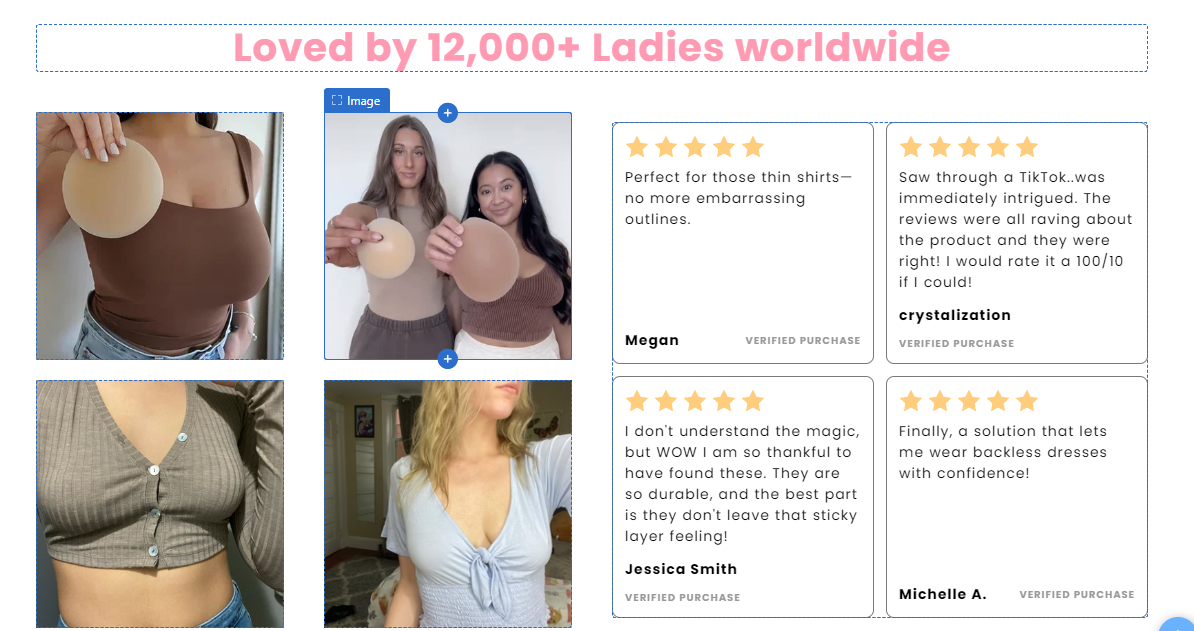 Loved by 12,000+ Ladies worldwide
Image
Perfect for those thin shirts—
no more embarrassing
outlines.
Megan
VERIFIED PURCHASE
Saw through a TikTok..was
immediately intrigued. The
reviews were all raving about
the product and they were
right! I would rate it a 100/10
if I could!
crystalization
VERIFIED PURCHASE
I don't understand the magic,
but WOW I am so thankful to
have found these. They are
so durable, and the best part
is they don't leave that sticky
layer feeling!
Jessica Smith
VERIFIED PURCHASE
Finally, a solution that lets
me wear backless dresses
with confidence!
Michelle A.
VERIFIED PURCHASE